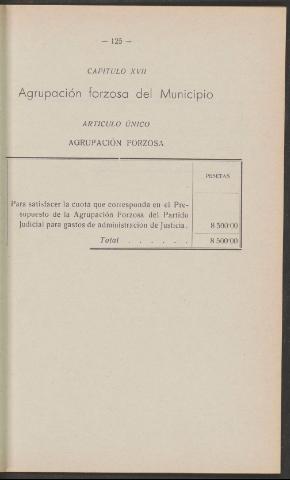 — 125 —
CAPITULO XVII
Agrupación forzosa del Municipio
ARTICULO ÚNICO
AGRUPACIÓN FORZOSA
PESETAS
Para satisfacer la cuota que corresponda en el Pre-
supuesto de la Agrupación Forzosa del Partido
Judicial para gastos de administración de Justicia. 8 500'00
Total . . . . . . 8 500'00